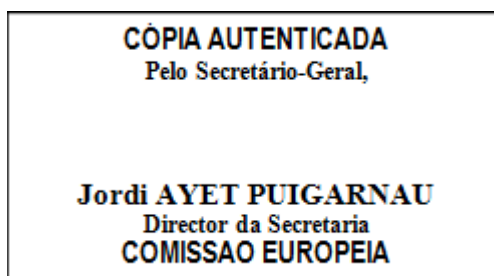 CÓPIA AUTENTICADA
Pelo Secretário-Geral,
Jordi AYET PUIGARNAU
Director da Secretaria
COMISSAO EUROPEIA